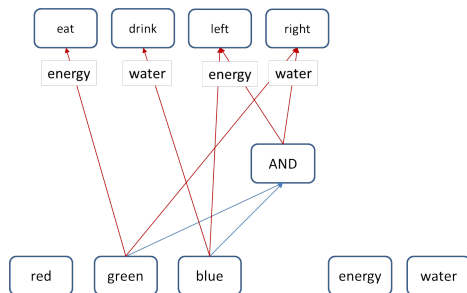 eat drink left right
energy water energy water
AND
red green blue energy water